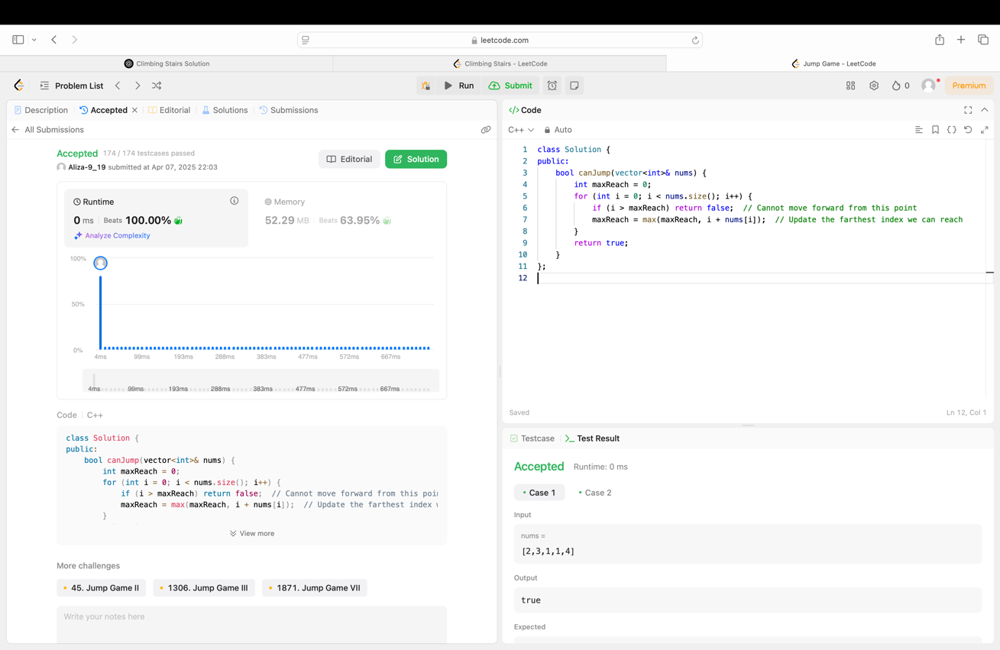 leetcode.com
Climbing Stairs Solution
Climbing Stairs - LeetCode
Jump Game - LeetCode
Problem List
Run
Submit
0
Premium
Description
Accepted
Editorial
Solutions
Submissions
All Submissions
Accepted 174 / 174 testcases passed
Aliza-9_19 submitted at Apr 07, 2025 22:03
Editorial
Solution
Runtime
0 ms Beats 100.00%
Analyze Complexity
Memory
52.29 MB Beats 63.95%
100%
50%
0%
4ms 99ms 193ms 288ms 383ms 477ms 572ms 667ms
4ms 99ms 193ms 288ms 383ms 477ms 572ms 667ms
Code C++
class Solution {
public:
bool canJump(vector<int>& nums) {
int maxReach = 0;
for (int i = 0; i < nums.size(); i++) {
if (i > maxReach) return false; // Cannot move forward from this poin
maxReach = max(maxReach, i + nums[i]); // Update the farthest index w
}
View more
More challenges
45. Jump Game II
1306. Jump Game III
1871. Jump Game VII
Write your notes here
</> Code
C++ Auto
1 class Solution {
2 public:
3 bool canJump(vector<int>& nums) {
4 int maxReach = 0;
5 for (int i = 0; i < nums.size(); i++) {
6 if (i > maxReach) return false; // Cannot move forward from this point
7 maxReach = max(maxReach, i + nums[i]); // Update the farthest index we can reach
8 }
9 return true;
10 }
11 };
12
Saved
Ln 12, Col 1
Testcase
Test Result
Accepted Runtime: 0 ms
Case 1
Case 2
Input
nums =
[2,3,1,1,4]
Output
true
Expected